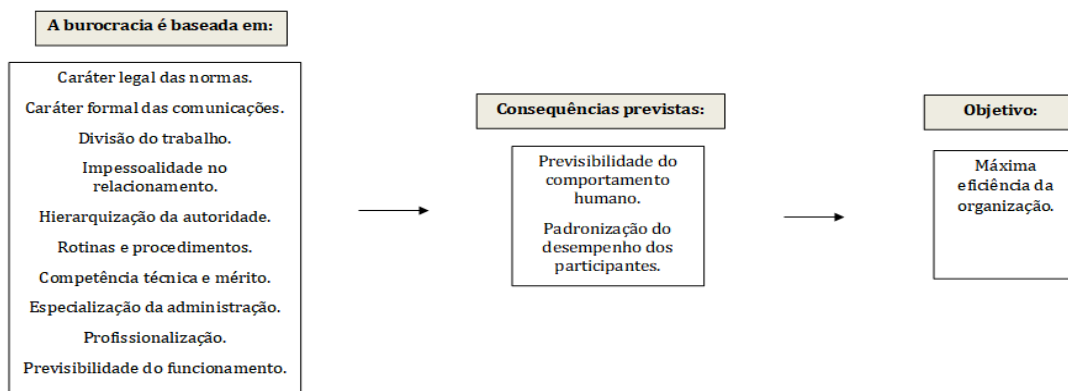 A burocracia é baseada em:
Caráter legal das normas.
Caráter formal das comunicações.
Divisão do trabalho.
Impessoalidade no
relacionamento.
Hierarquização da autoridade.
Rotinas e procedimentos.
Competência técnica e mérito.
Especialização da administração.
Profissionalização.
Previsibilidade do funcionamento.
Consequências previstas:
Previsibilidade do
comportamento
humano.
Padronização do
desempenho dos
participantes.
Objetivo:
Máxima
eficiência da
organização.